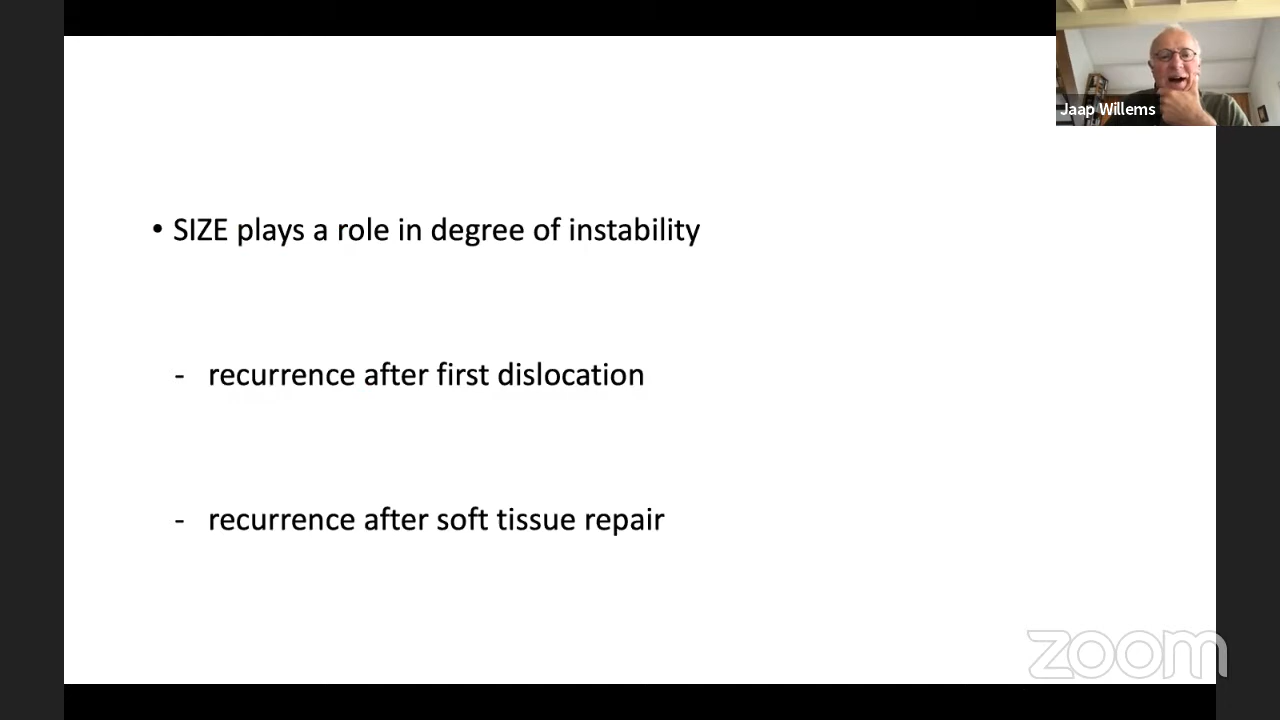 Jaap Willems
• SIZE plays a role in degree of instability
- recurrence after first dislocation
- recurrence after soft tissue repair
zoom